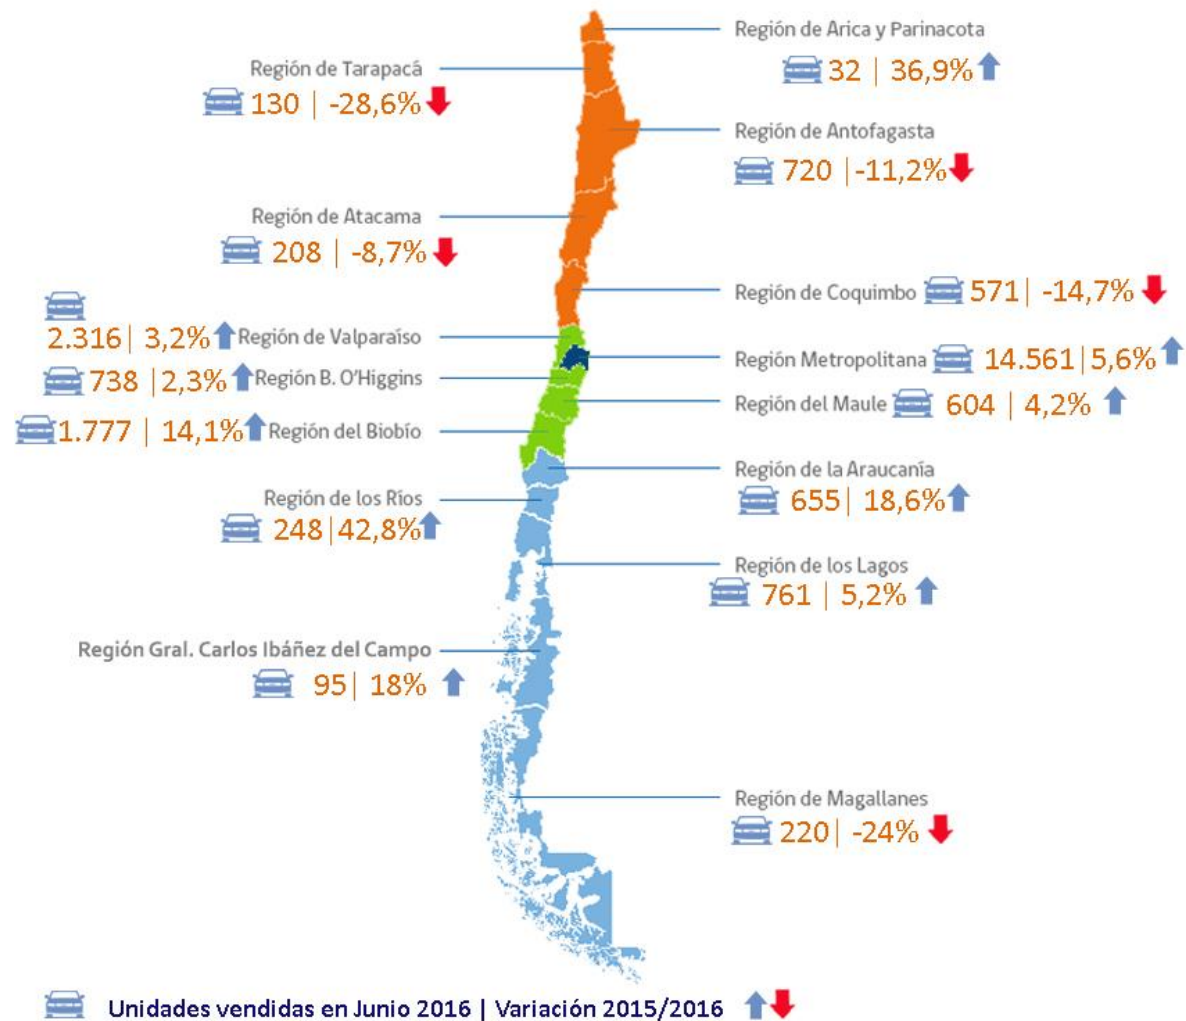 Región de Arica y Parinacota
32 | 36,9%
Región de Tarapacá
130 | -28,6%
Región de Antofagasta
720 | -11,2%
Región de Atacama
208 | -8,7%
Región de Coquimbo 571 | -14,7%
2.316 | 3,2% Región de Valparaíso
Región Metropolitana 14.561 | 5,6%
738 | 2,3% Región B. O'Higgins
Región del Maule 604 | 4,2%
1.777 | 14,1% Región del Biobío
Región de la Araucanía
655 | 18,6%
Región de los Ríos
248 | 42,8%
Región de los Lagos
761 | 5,2%
Región Gral. Carlos Ibáñez del Campo
95 | 18%
Región de Magallanes
220 | -24%
Unidades vendidas en Junio 2016 | Variación 2015/2016